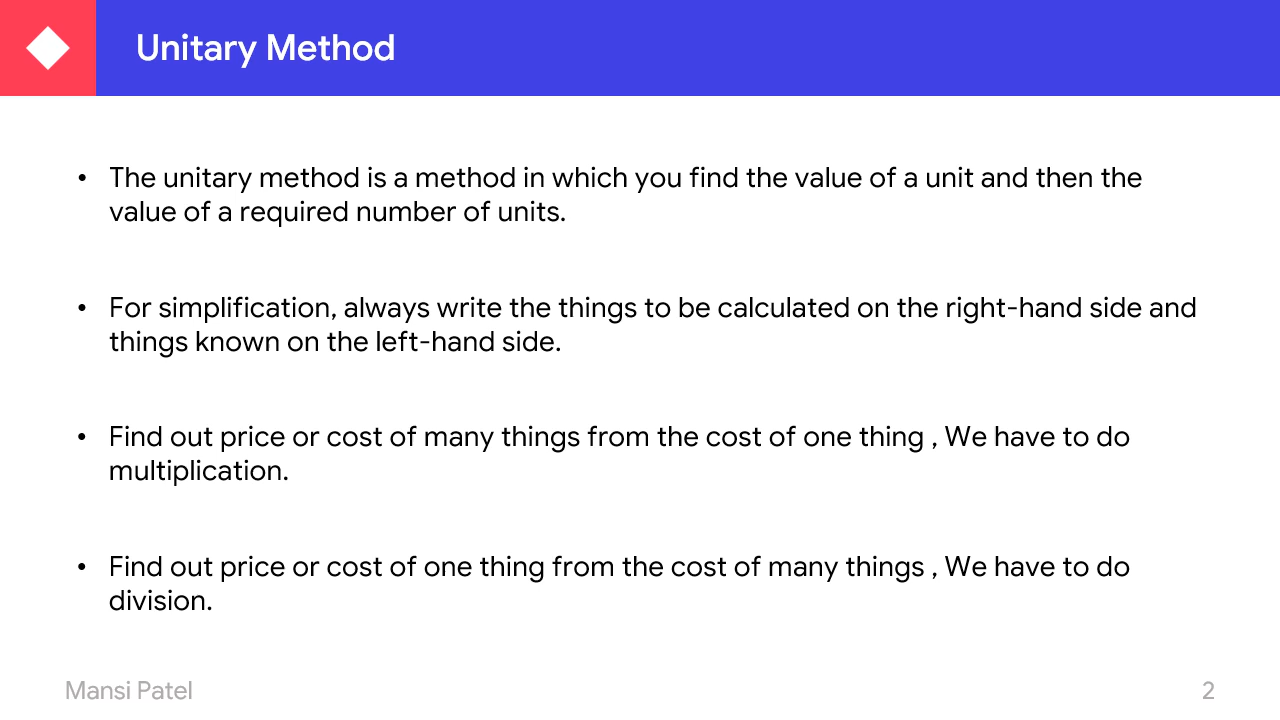 Unitary Method
• The unitary method is a method in which you find the value of a unit and then the
value of a required number of units.
• For simplification, always write the things to be calculated on the right-hand side and
things known on the left-hand side.
• Find out price or cost of many things from the cost of one thing , We have to do
multiplication.
• Find out price or cost of one thing from the cost of many things , We have to do
division.
Mansi Patel
2